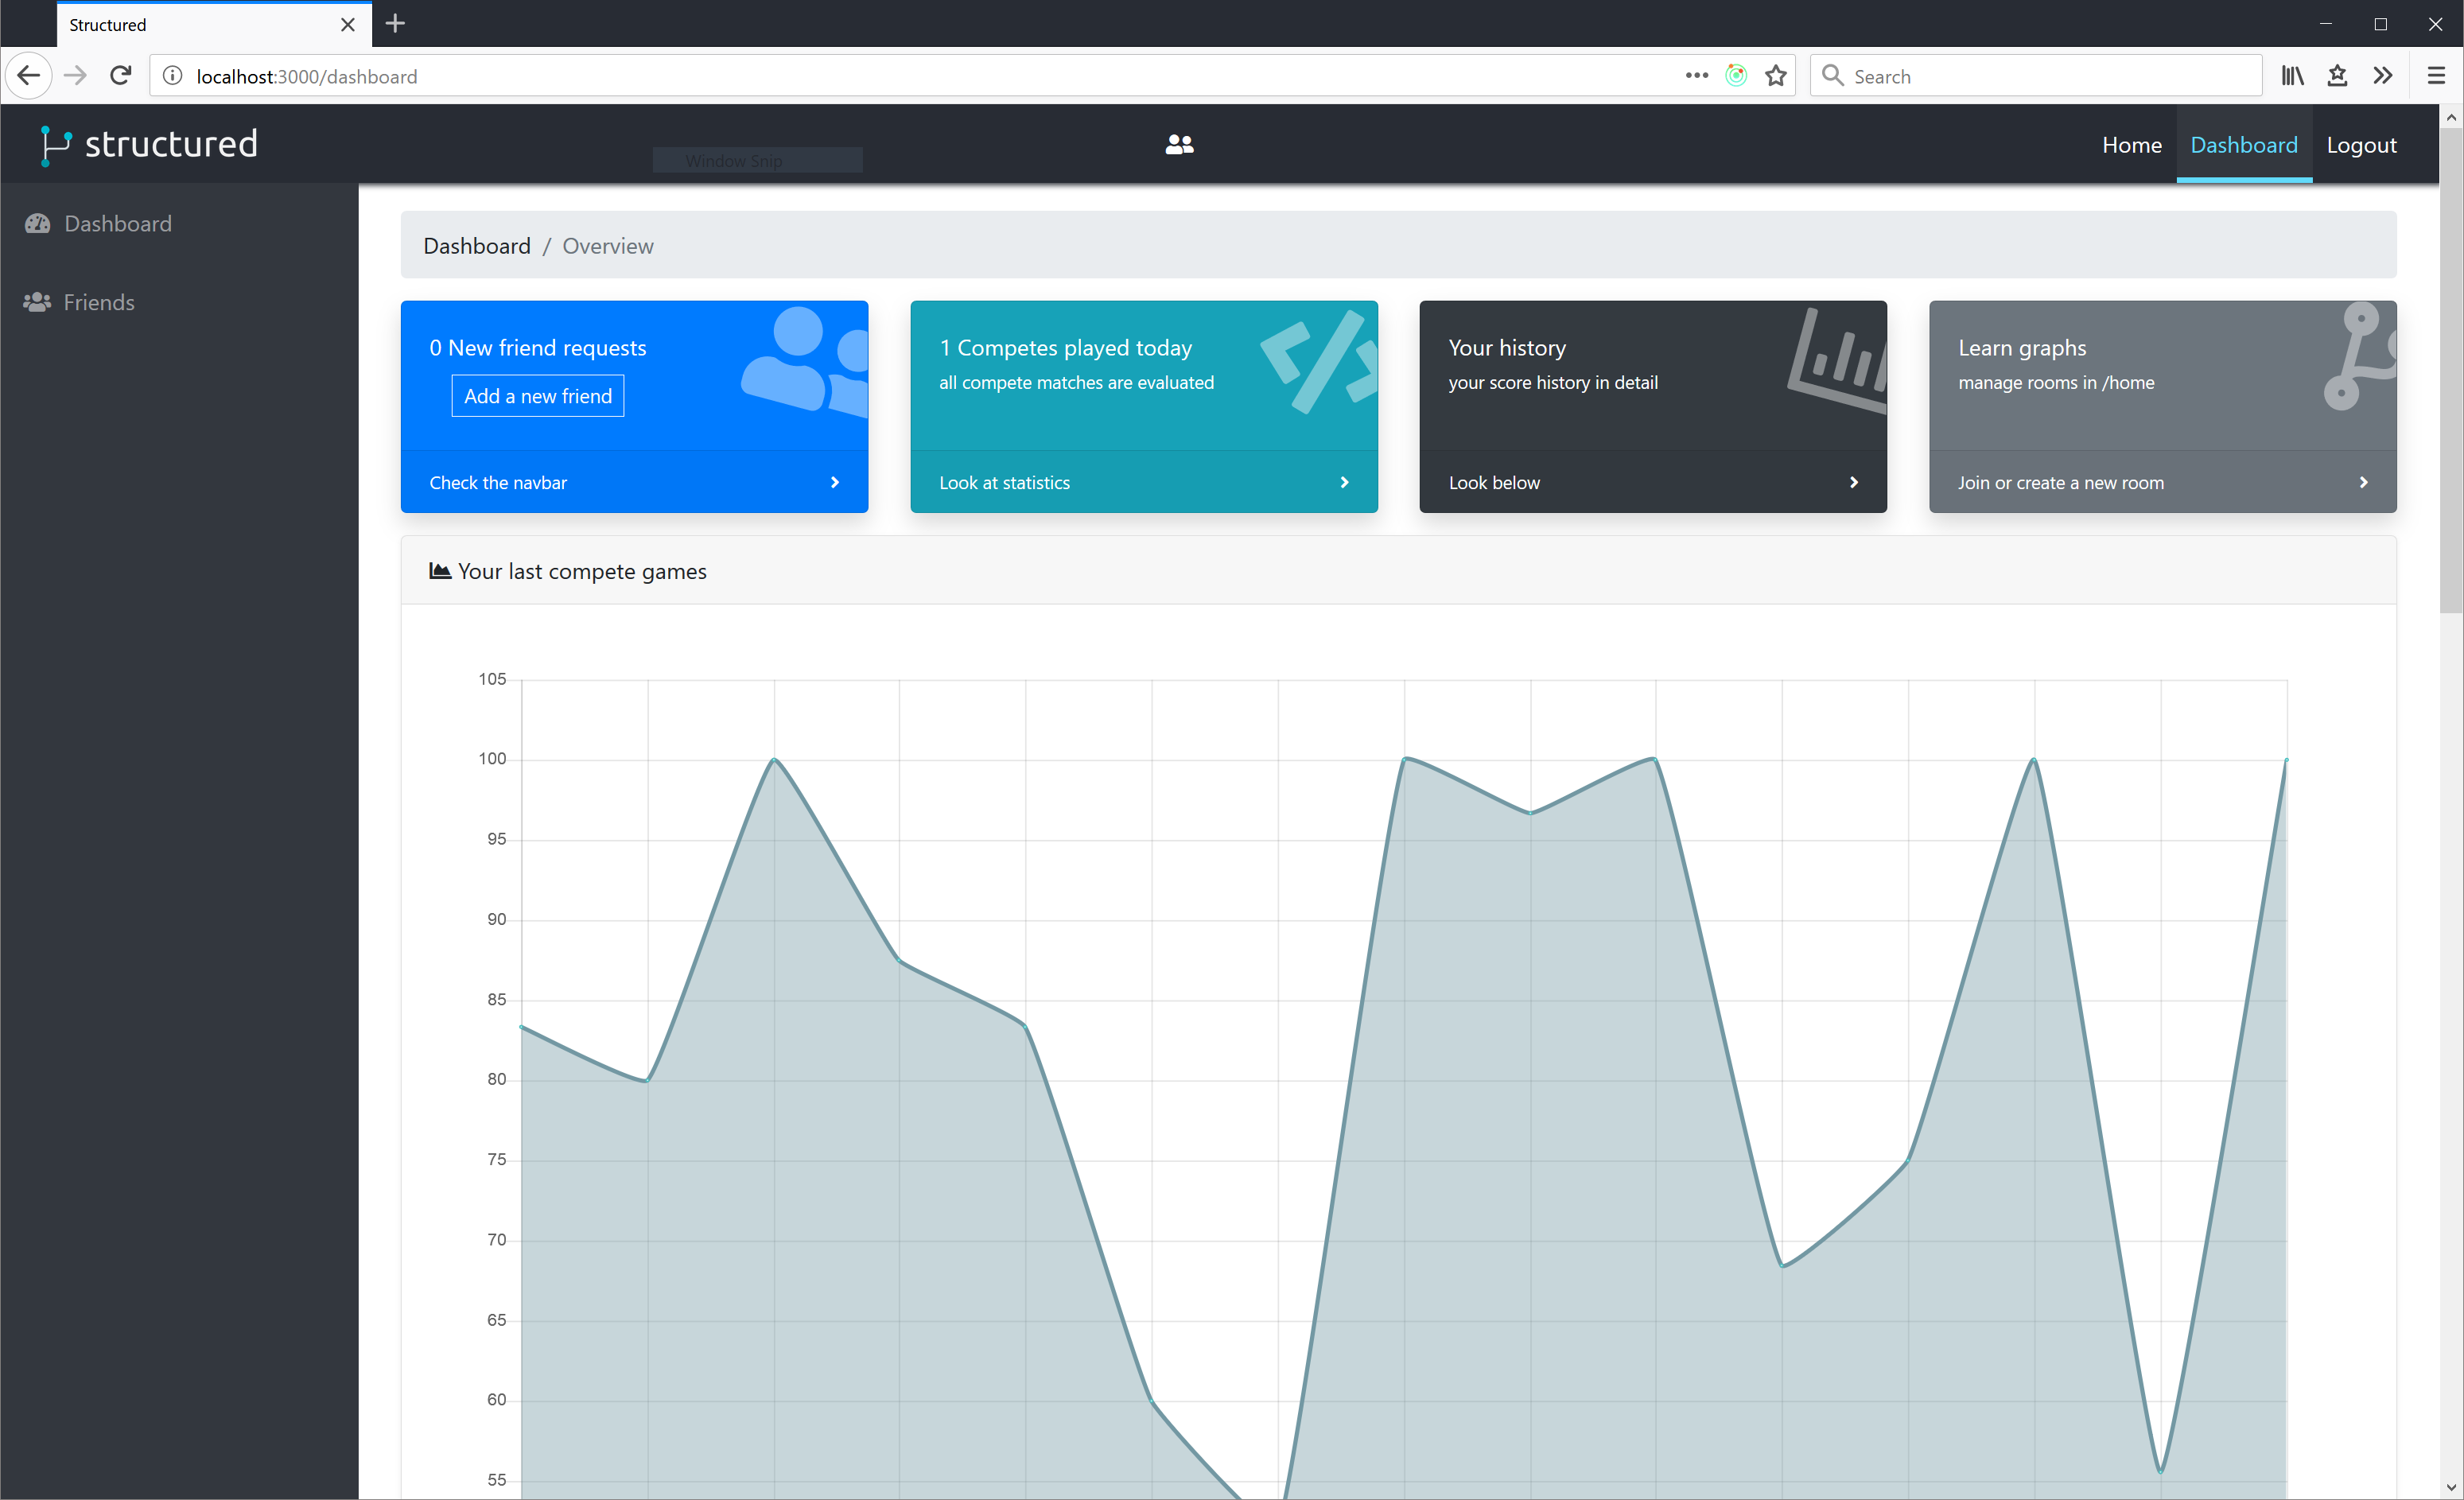 Structured
localhost:3000/dashboard
Search
structured
Window Snip
Home
Dashboard
Logout
Dashboard
Friends
Dashboard / Overview
0 New friend requests
Add a new friend
Check the navbar
1 Competes played today
all compete matches are evaluated
Look at statistics
Your history
your score history in detail
Look below
Learn graphs
manage rooms in /home
Join or create a new room
Your last compete games
105
100
95
90
85
80
75
70
65
60
55